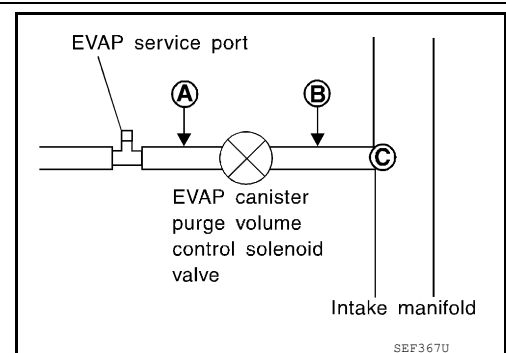 EVAP service port
A
B
C
EVAP canister
purge volume
control solenoid
valve
Intake manifold
SEF367U